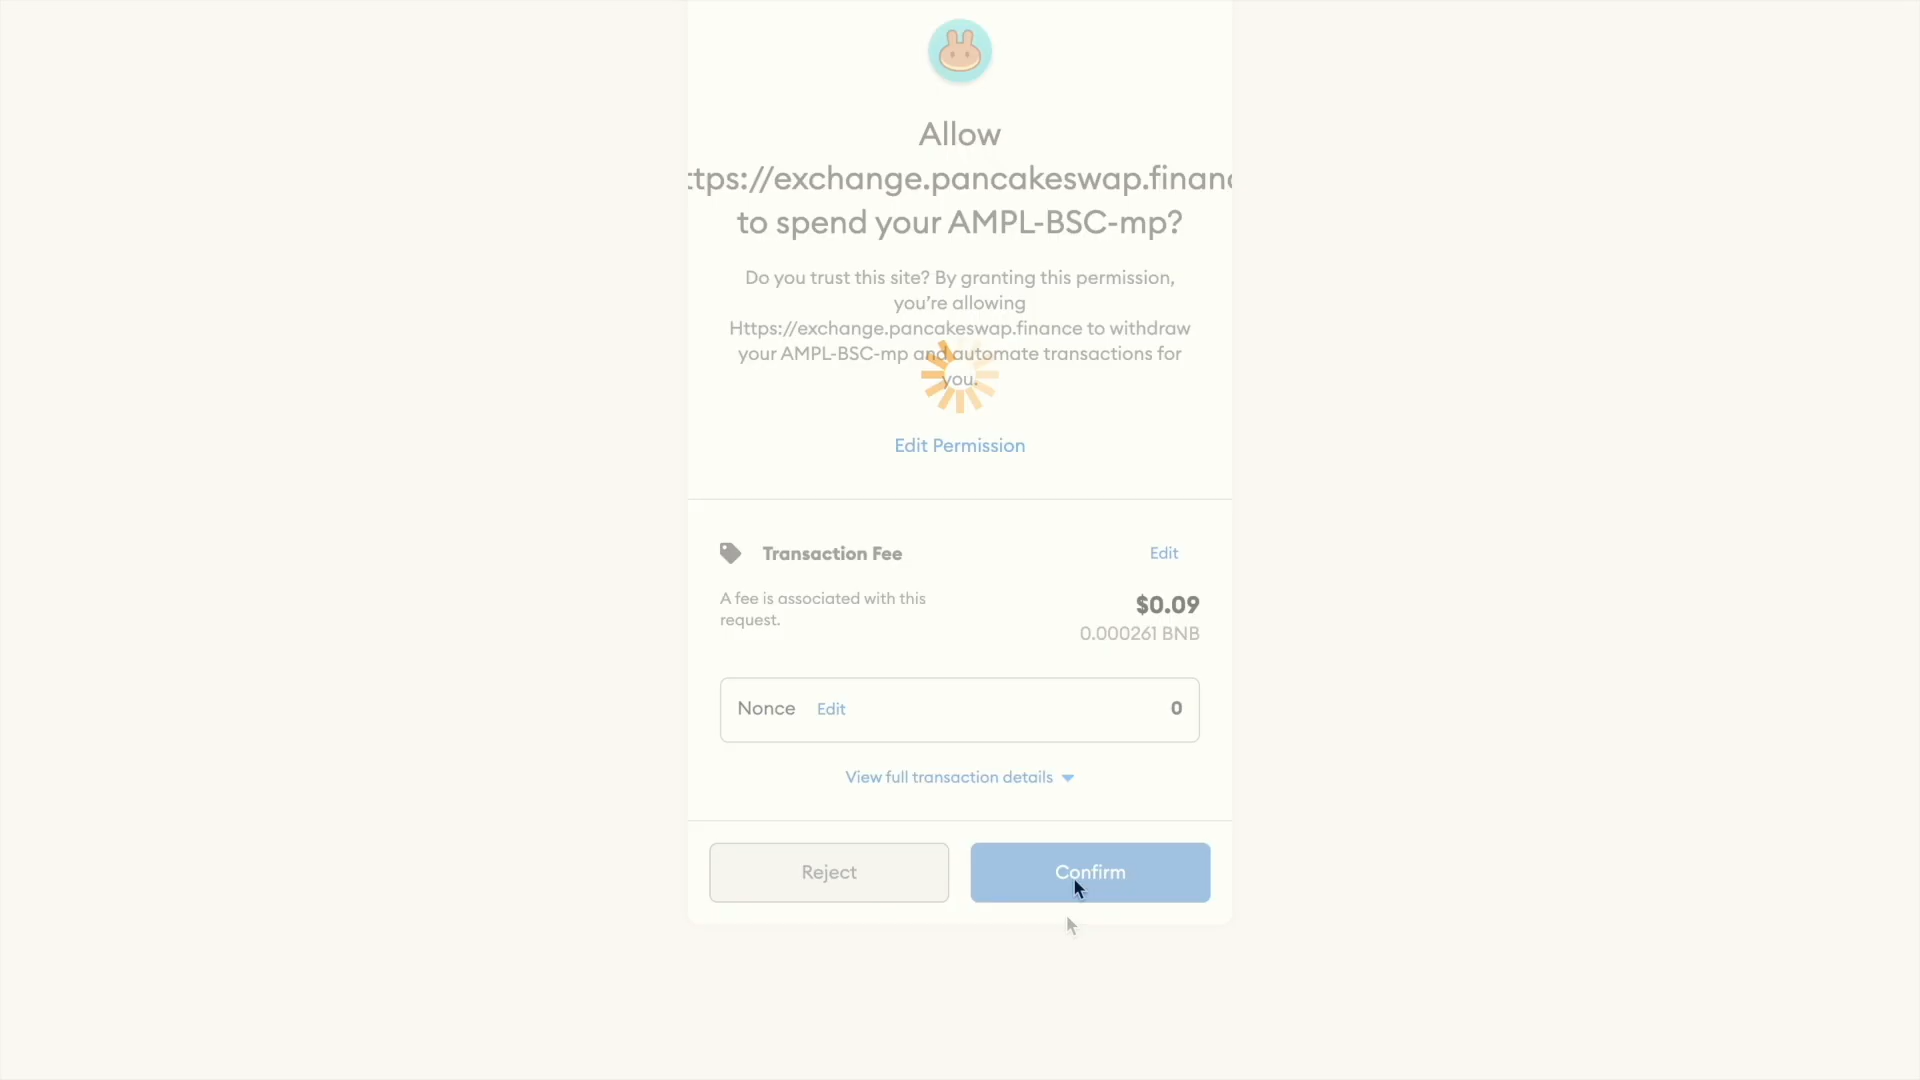 Allow
ttps://exchange.pancakeswap.financ
to spend your AMPL-BSC-mp?
Do you trust this site? By granting this permission,
you're allowing
Https://exchange.pancakeswap.finance to withdraw
your AMPL-BSC-mp and automate transactions for
you.
Edit Permission
Transaction Fee
Edit
A fee is associated with this
request.
$0.09
0.000261 BNB
Nonce Edit 0
View full transaction details
Reject
Confirm